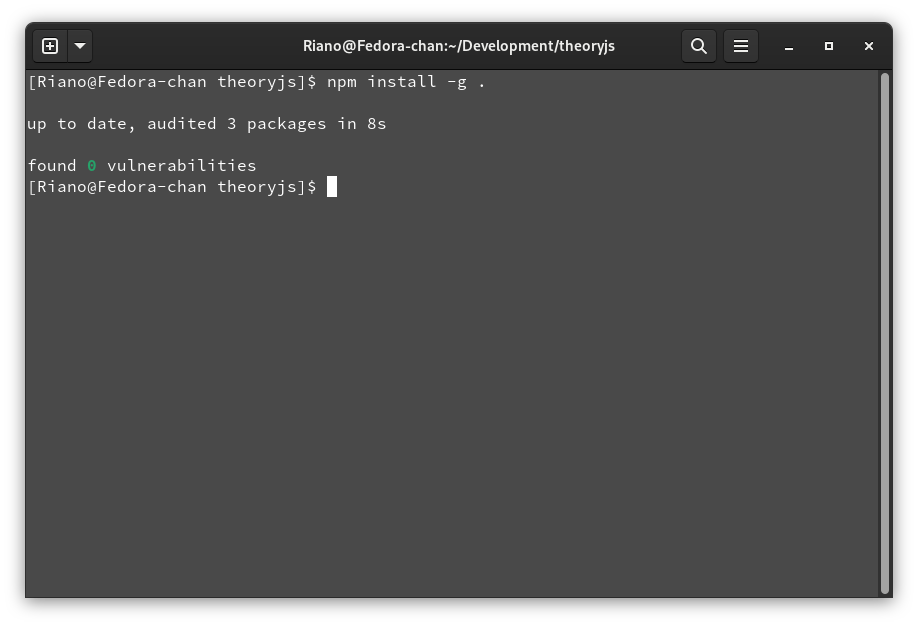 Riano@Fedora-chan:~/Development/theoryjs
[Riano@Fedora-chan theoryjs]$ npm install -g .
up to date, audited 3 packages in 8s
found 0 vulnerabilities
[Riano@Fedora-chan theoryjs]$